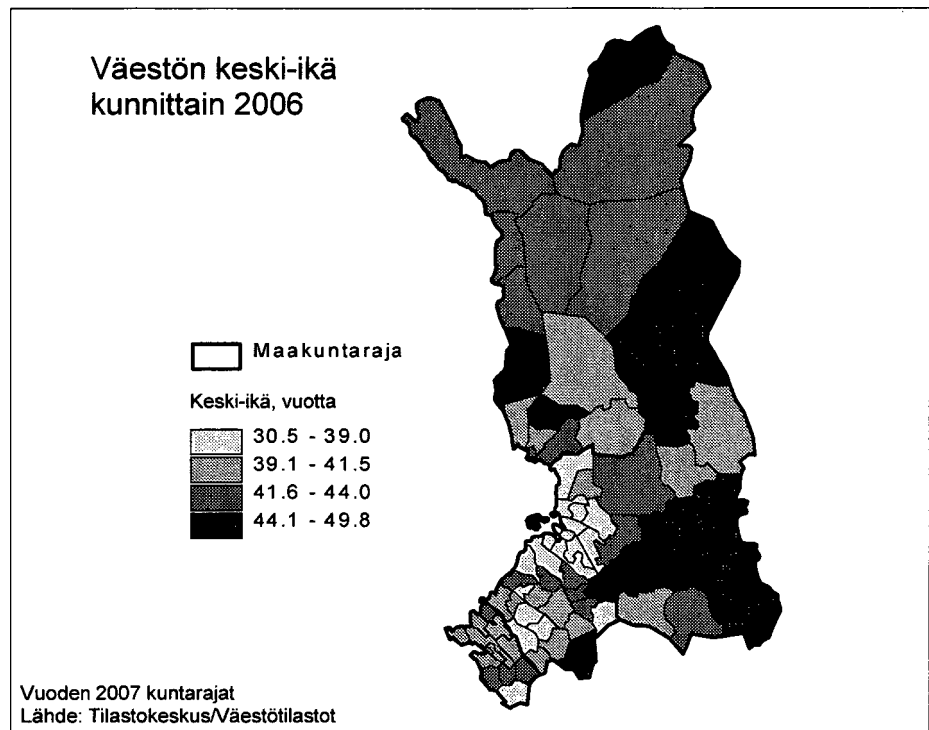 Väestön keski-ikä
kunnittain 2006
Maakuntaraja
Keski-ikä, vuotta
30.5 - 39.0
39.1 - 41.5
41.6 - 44.0
44.1 - 49.8
Vuoden 2007 kuntarajat
Lähde: Tilastokeskus/Väestötilastot